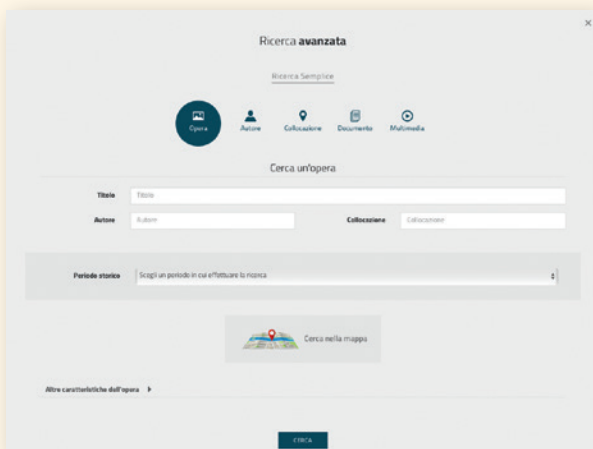 ×
Ricerca avanzata
Ricerca Semplice
Opera Autore Collocazione Documento Multimedia
Cerca un'opera
Titolo Titolo
Autore Autore Collocazione Collocazione
Periodo storico Scegli un periodo in cui effettuare la ricerca
Cerca nella mappa
Altre caratteristiche dell'opera
CERCA